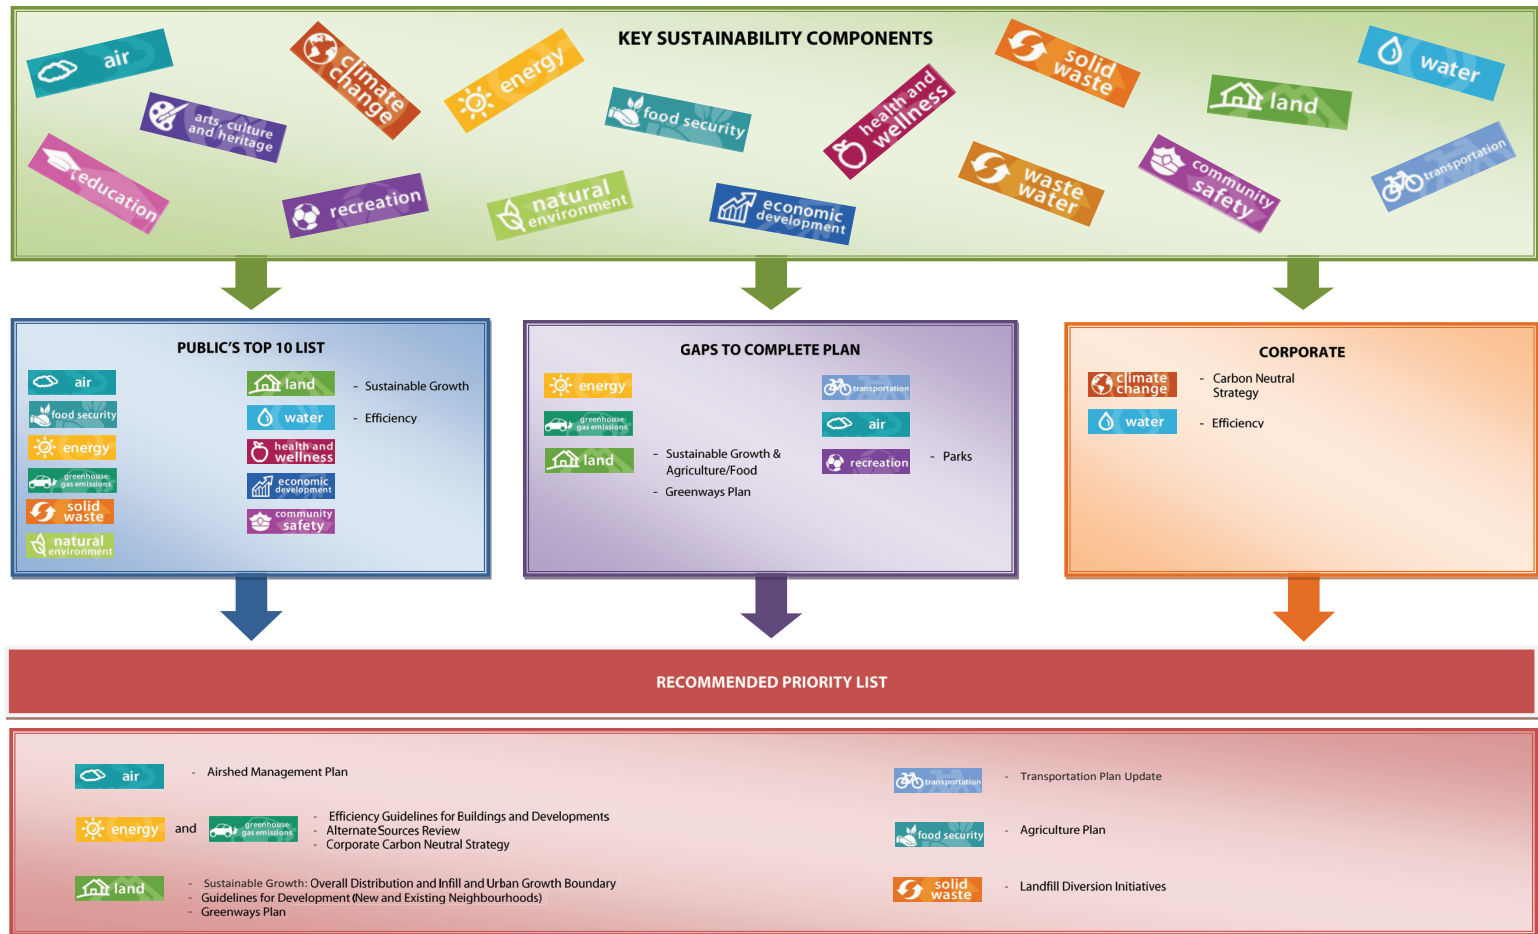 KEY SUSTAINABILITY COMPONENTS
air
climate
change
energy
solid
waste
water
arts, culture
and heritage
food security
health and
wellness
land
education
recreation
natural
environment
economic
development
waste
water
community
safety
transportation
PUBLIC'S TOP 10 LIST
air
food security
energy
greenhouse
gas emissions
solid
waste
natural
environment
land - Sustainable Growth
water - Efficiency
health and
wellness
economic
development
community
safety
GAPS TO COMPLETE PLAN
energy
greenhouse
gas emissions
land - Sustainable Growth &
Agriculture/Food
- Greenways Plan
transportation
air
recreation - Parks
CORPORATE
climate
change
- Carbon Neutral
Strategy
water - Efficiency
RECOMMENDED PRIORITY LIST
air - Airshed Management Plan
energy and greenhouse
gas emissions
- Efficiency Guidelines for Buildings and Developments
- Alternate Sources Review
- Corporate Carbon Neutral Strategy
land - Sustainable Growth: Overall Distribution and Infill and Urban Growth Boundary
- Guidelines for Development (New and Existing Neighbourhoods)
- Greenways Plan
transportation - Transportation Plan Update
food security - Agriculture Plan
solid
waste
- Landfill Diversion Initiatives